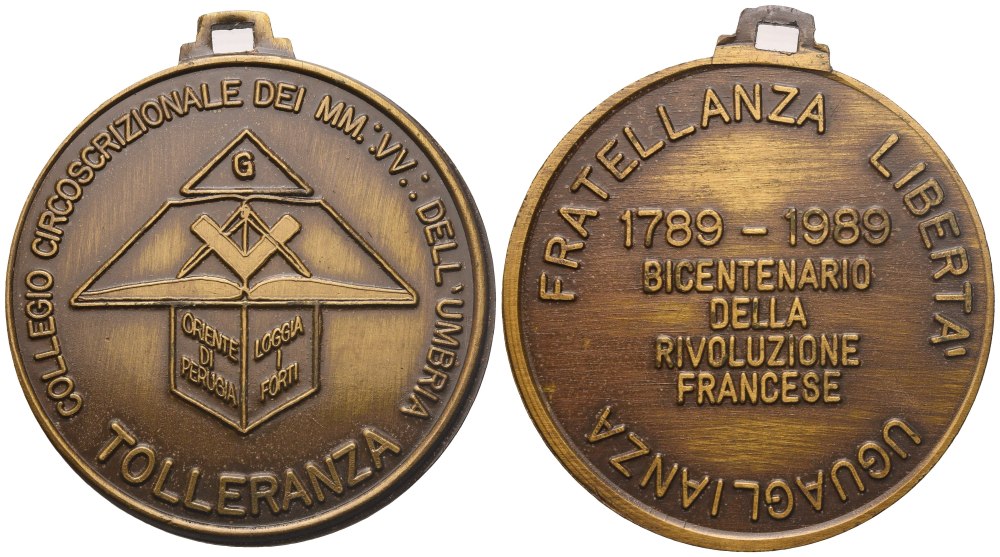 COLLEGIO CIRCOSCRIZIONALE DEI MM∴VV∴ DELL'UMBRIA
G
ORIENTE
DI
PERUGIA
LOGGIA
I
FORTI
TOLLERANZA
FRATELLANZA
LIBERTA'
UGUAGLIANZA
1789 - 1989
BICENTENARIO
DELLA
RIVOLUZIONE
FRANCESE